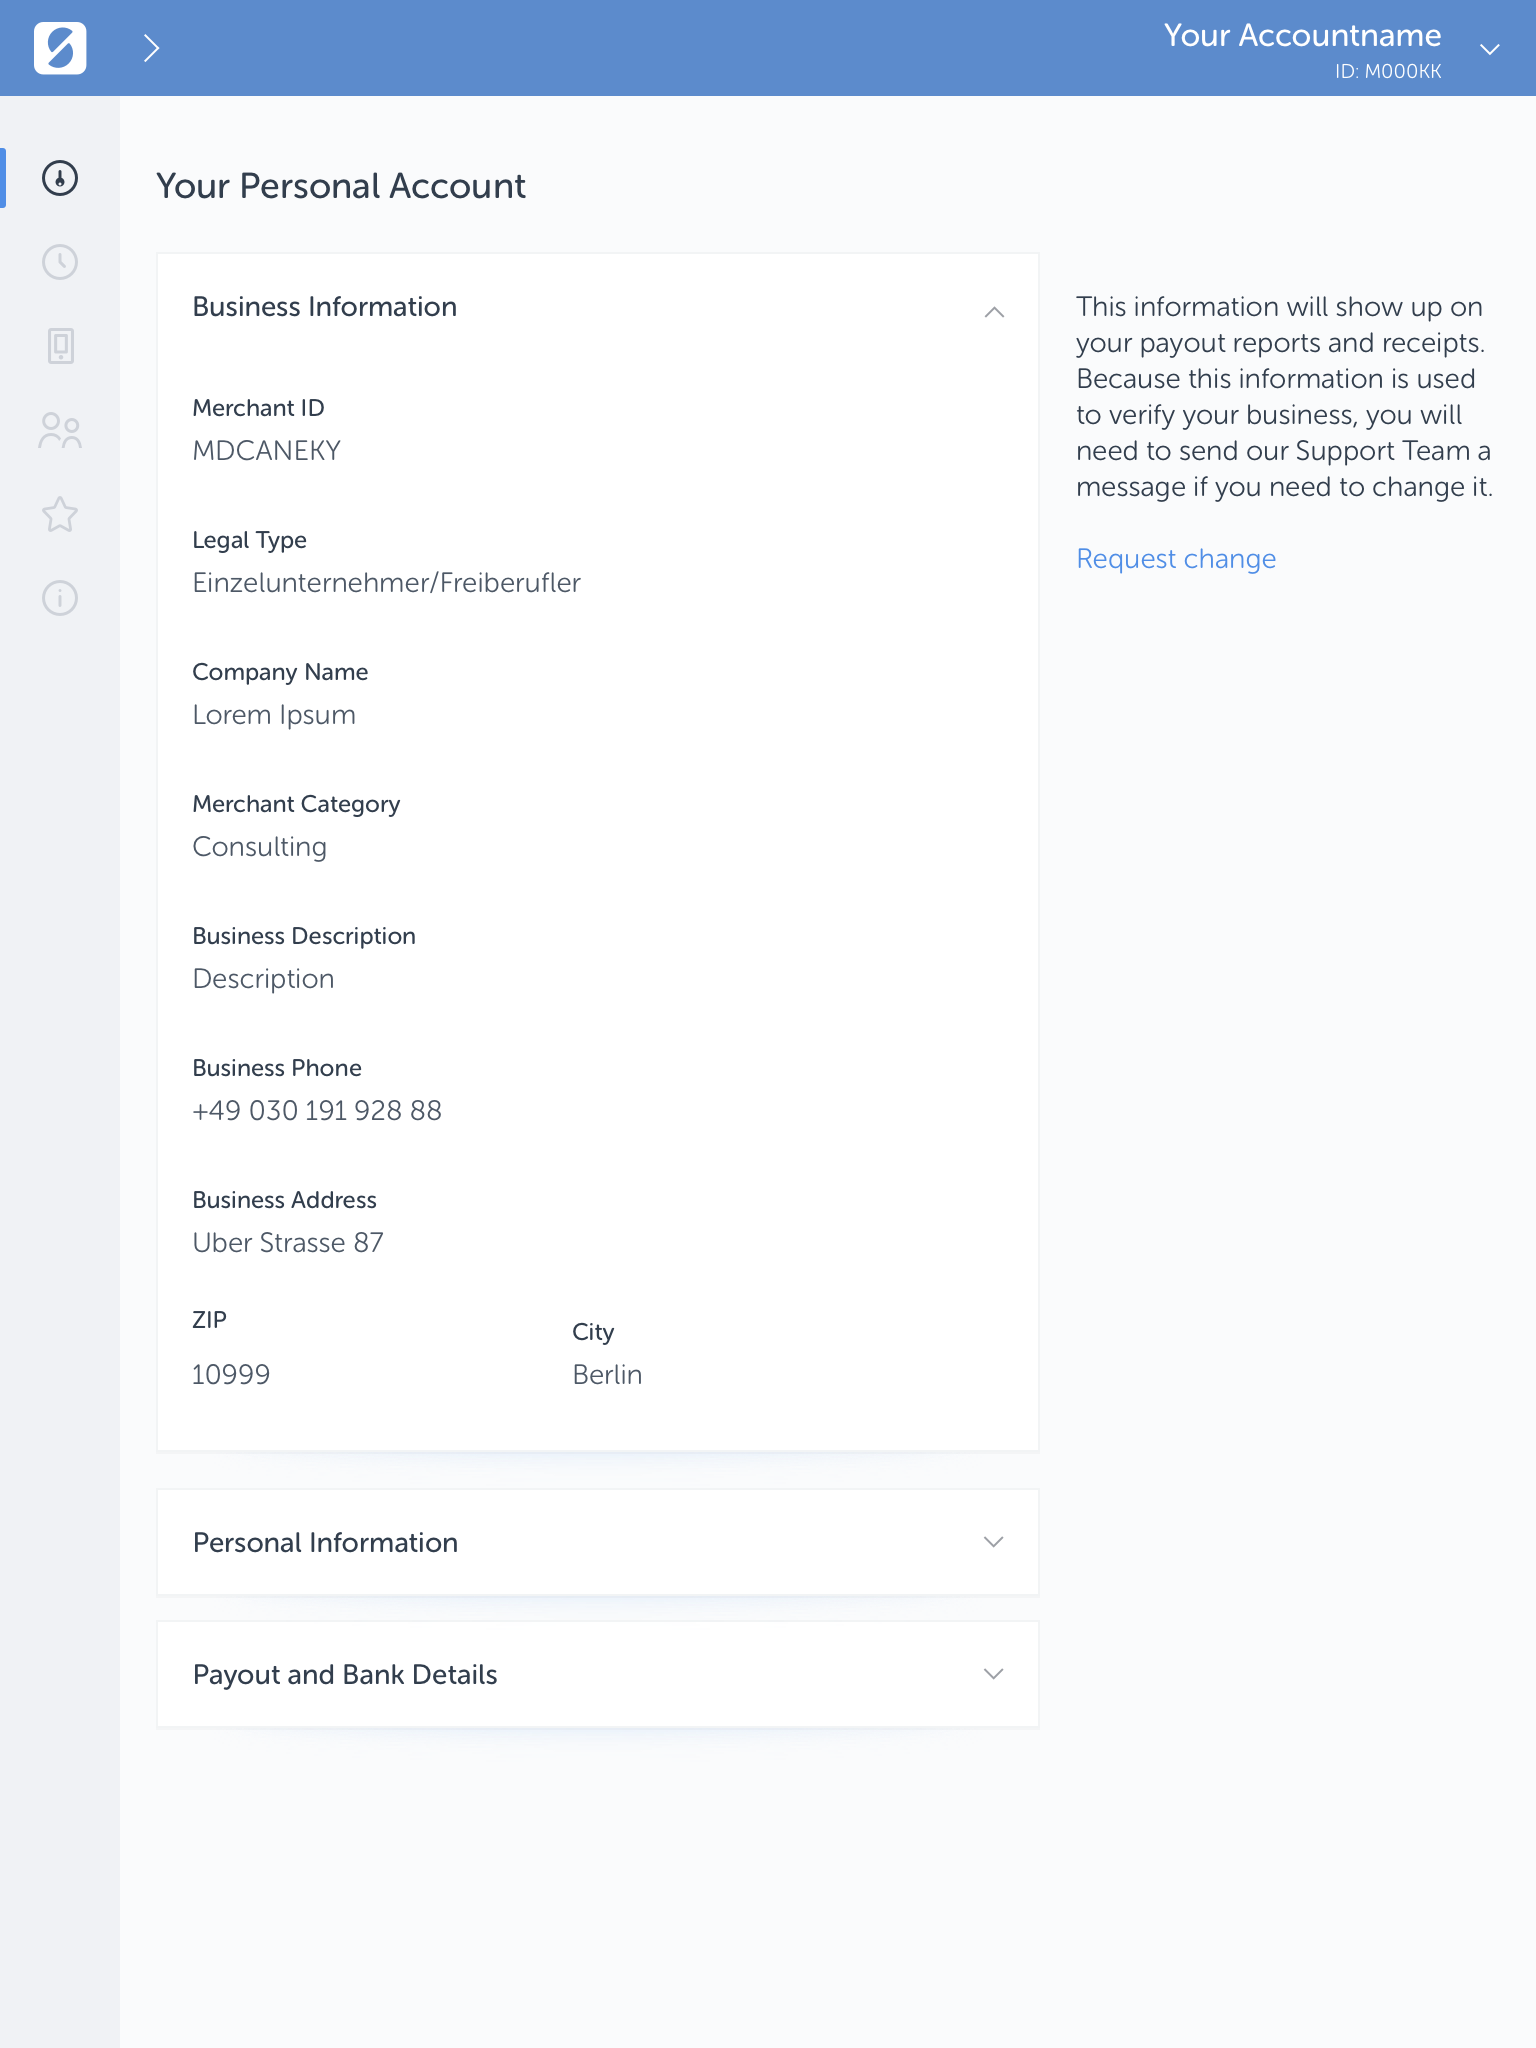 Your Accountname
ID: M000KK
Your Personal Account
Business Information
Merchant ID
MDCANEKY
Legal Type
Einzelunternehmer/Freiberufler
Company Name
Lorem Ipsum
Merchant Category
Consulting
Business Description
Description
Business Phone
+49 030 191 928 88
Business Address
Uber Strasse 87
ZIP
10999
City
Berlin
This information will show up on
your payout reports and receipts.
Because this information is used
to verify your business, you will
need to send our Support Team a
message if you need to change it.
Request change
Personal Information
Payout and Bank Details